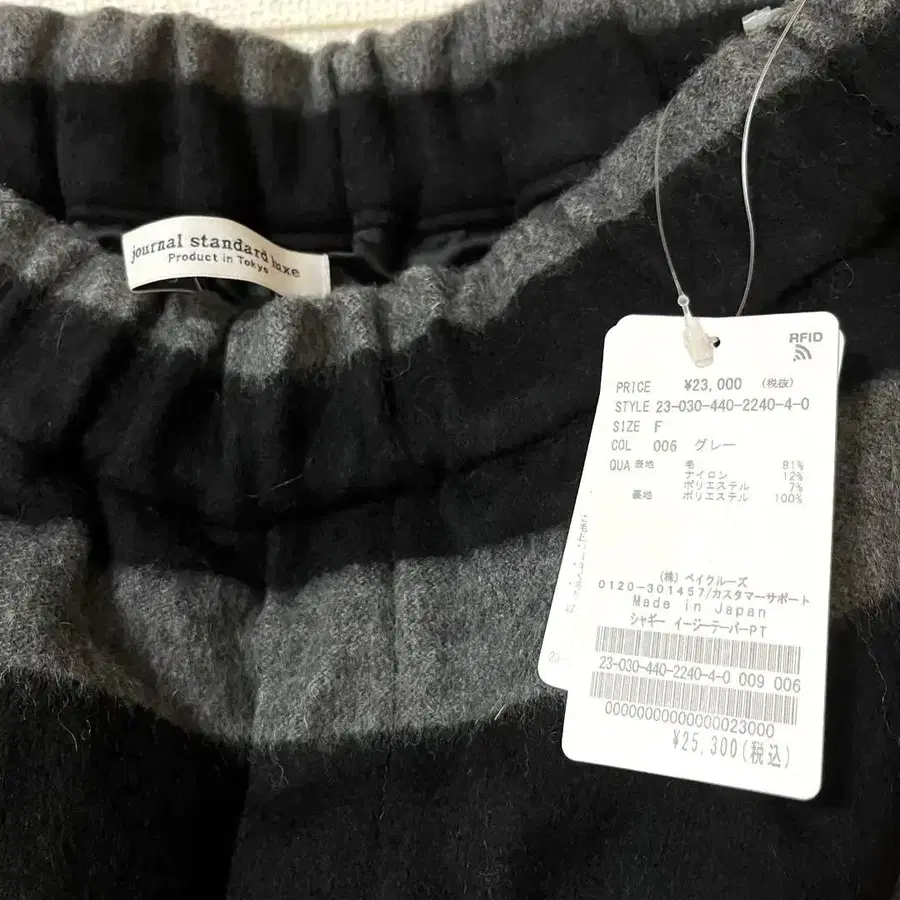 journal standard luxe
Product in Tokyo
RFID
PRICE ¥23,000 (税抜)
STYLE 23-030-440-2240-4-0
SIZE F
COL 006 グレー
QUA 表地 毛 81%
ナイロン 12%
ポリエステル 7%
裏地 ポリエステル 100%
(株) ベイクルーズ
0120-301457/カスタマーサポート
Made in Japan
シャギー イージーテーパーPT
23-030-440-2240-4-0 009 006
0000000000000023000
¥25,300(税込)